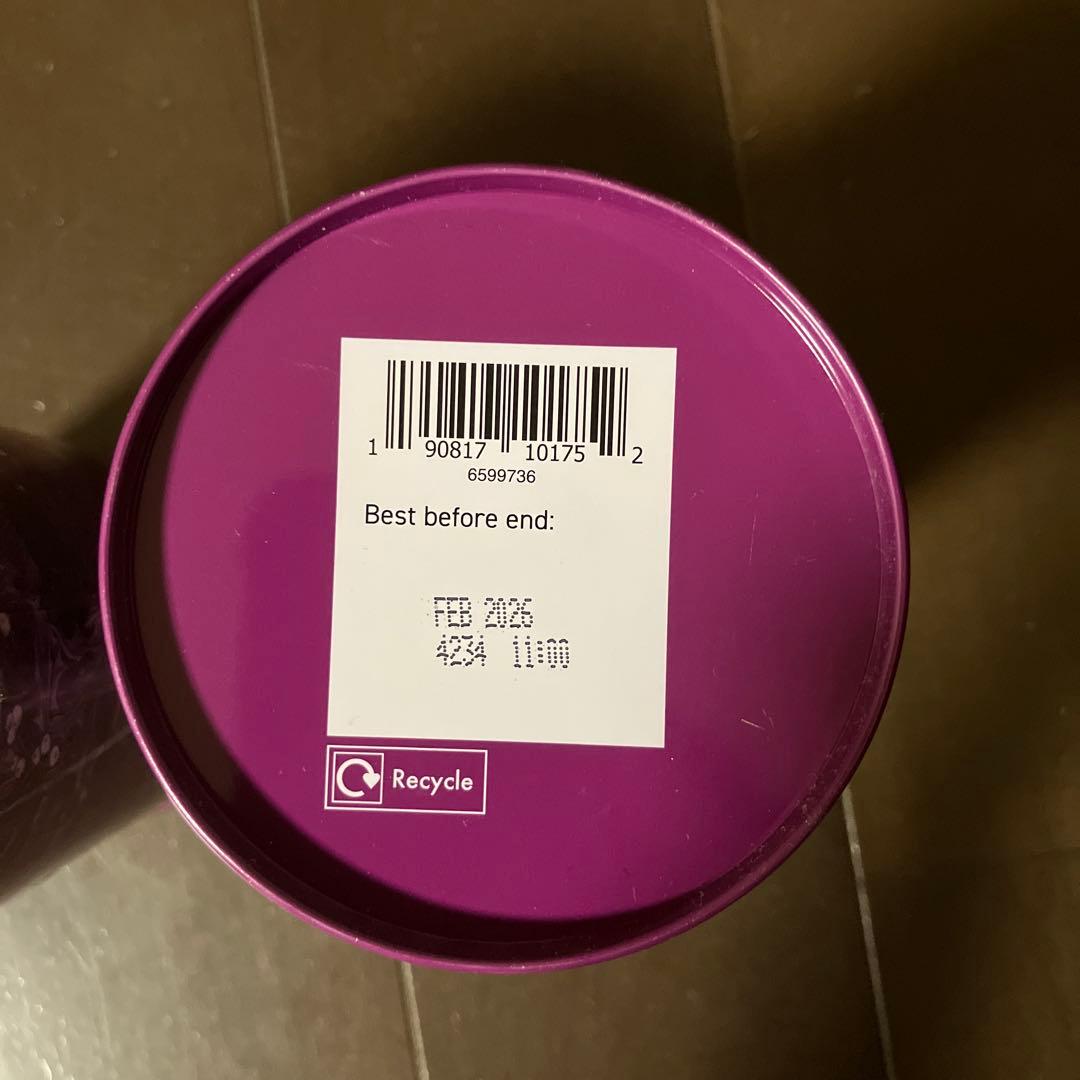 1 90817 10175 2
6599736
Best before end:
FEB 2026
4234 11:00
Recycle